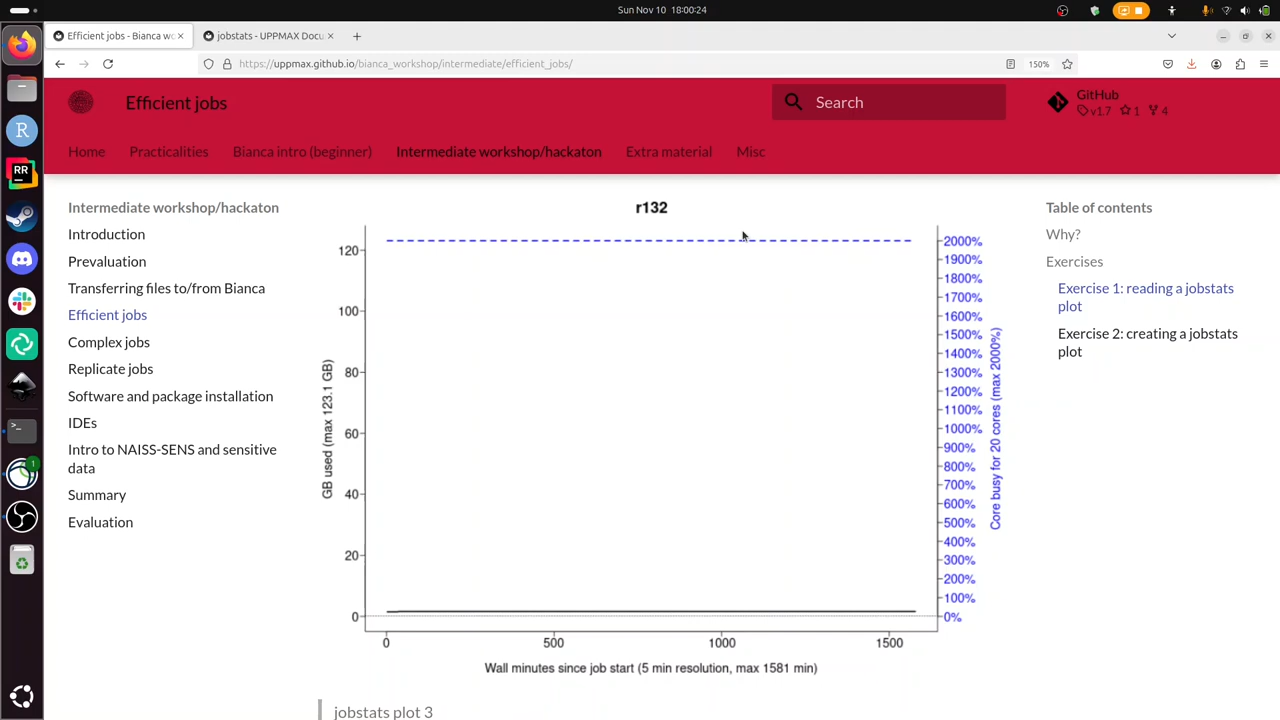 Sun Nov 10 18:00:24
Efficient jobs - Bianca wo
jobstats - UPPMAX Docu
https://uppmax.github.io/bianca_workshop/intermediate/efficient_jobs/
150%
Efficient jobs
Search
GitHub
v1.7 1 4
Home
Practicalities
Bianca intro (beginner)
Intermediate workshop/hackaton
Extra material
Misc
Intermediate workshop/hackaton
Introduction
Prevaluation
Transferring files to/from Bianca
Efficient jobs
Complex jobs
Replicate jobs
Software and package installation
IDEs
Intro to NAISS-SENS and sensitive
data
Summary
Evaluation
R
RR
>_
1
r132
120
100
80
60
40
20
0
GB used (max 123.1 GB)
2000%
1900%
1800%
1700%
1600%
1500%
1400%
1300%
1200%
1100%
1000%
900%
800%
700%
600%
500%
400%
300%
200%
100%
0%
Core busy for 20 cores (max 2000%)
0 500 1000 1500
Wall minutes since job start (5 min resolution, max 1581 min)
jobstats plot 3
Table of contents
Why?
Exercises
Exercise 1: reading a jobstats
plot
Exercise 2: creating a jobstats
plot